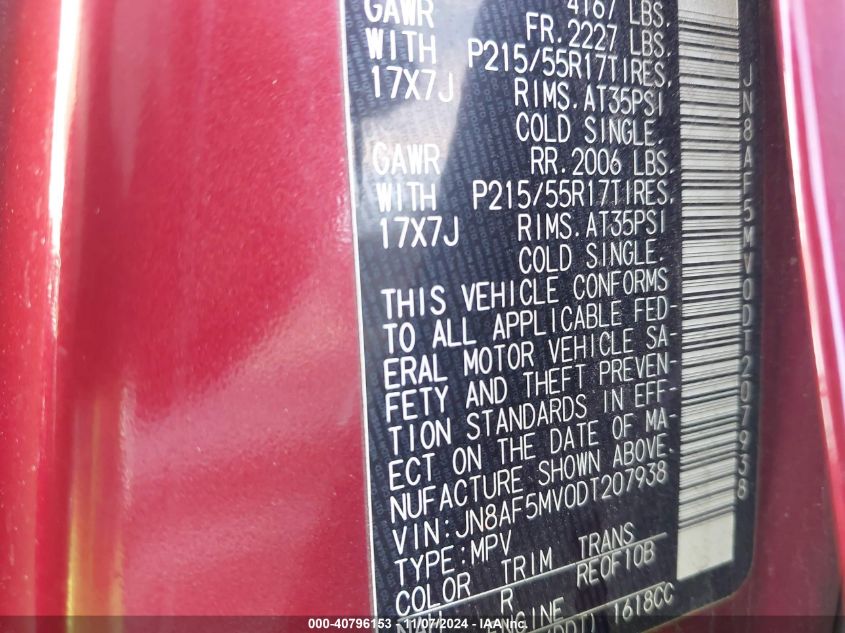 GAWR 4167 LBS.
FR. 2227 LBS.
WITH P215/55R17TIRES,
17X7J RIMS.AT35PSI
COLD SINGLE.
GAWR RR. 2006 LBS.
WITH P215/55R17TIRES,
17X7J RIMS.AT35PSI
COLD SINGLE.
THIS VEHICLE CONFORMS
TO ALL APPLICABLE FED-
ERAL MOTOR VEHICLE SA-
FETY AND THEFT PREVEN-
TION STANDARDS IN EFF-
ECT ON THE DATE OF MA-
NUFACTURE SHOWN ABOVE.
VIN:JN8AF5MV0DT207938
TYPE:MPV
COLOR TRIM TRANS
R RE0F10B
ENGINE
1618CC
JN8AF5MV0DT207938
000-40796153 - 11/07/2024 - IAA Inc.